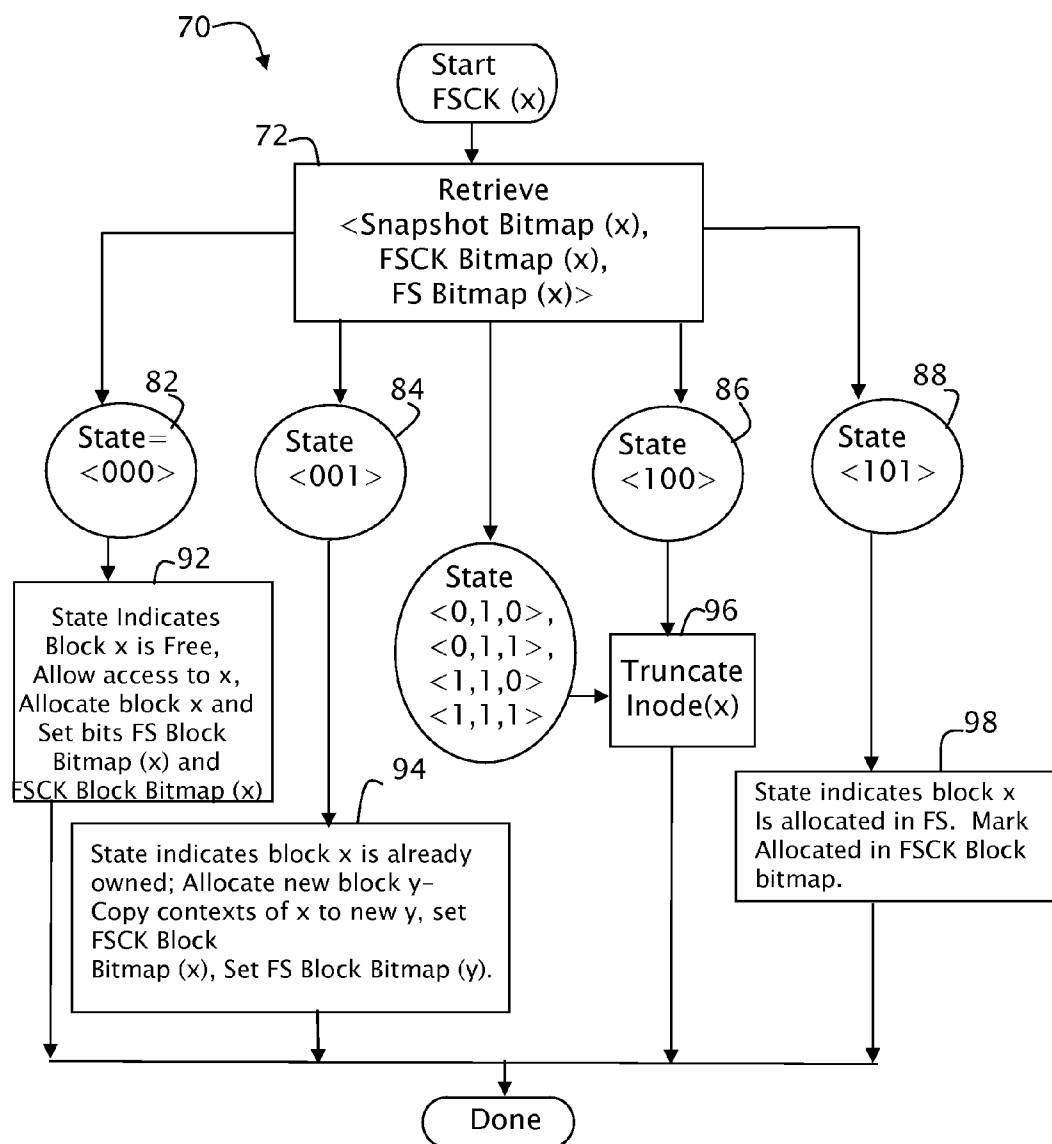 70
Start
FSCK (x)
72
Retrieve
<Snapshot Bitmap (x),
FSCK Bitmap (x),
FS Bitmap (x)>
82
State=
<000>
84
State
<001>
86
State
<100>
88
State
<101>
92
State Indicates
Block x is Free,
Allow access to x,
Allocate block x and
Set bits FS Block
Bitmap (x) and
FSCK Block Bitmap (x)
State
<0,1,0>,
<0,1,1>,
<1,1,0>
<1,1,1>
96
Truncate
Inode(x)
94
State indicates block x is already
owned; Allocate new block y-
Copy contexts of x to new y, set
FSCK Block
Bitmap (x), Set FS Block Bitmap (y).
98
State indicates block x
Is allocated in FS. Mark
Allocated in FSCK Block
bitmap.
Done